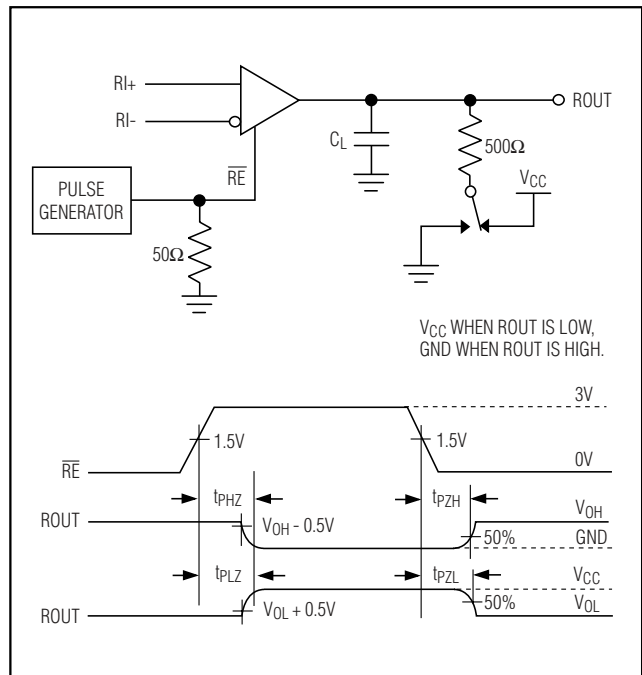 RI+
RI-
ROUT
CL
500Ω
RE
VCC
PULSE
GENERATOR
50Ω
VCC WHEN ROUT IS LOW,
GND WHEN ROUT IS HIGH.
3V
1.5V
1.5V
RE
0V
tPHZ
tPZH
ROUT
VOH
VOH - 0.5V
50%
GND
tPLZ
tPZL
VCC
50%
ROUT
VOL + 0.5V
VOL